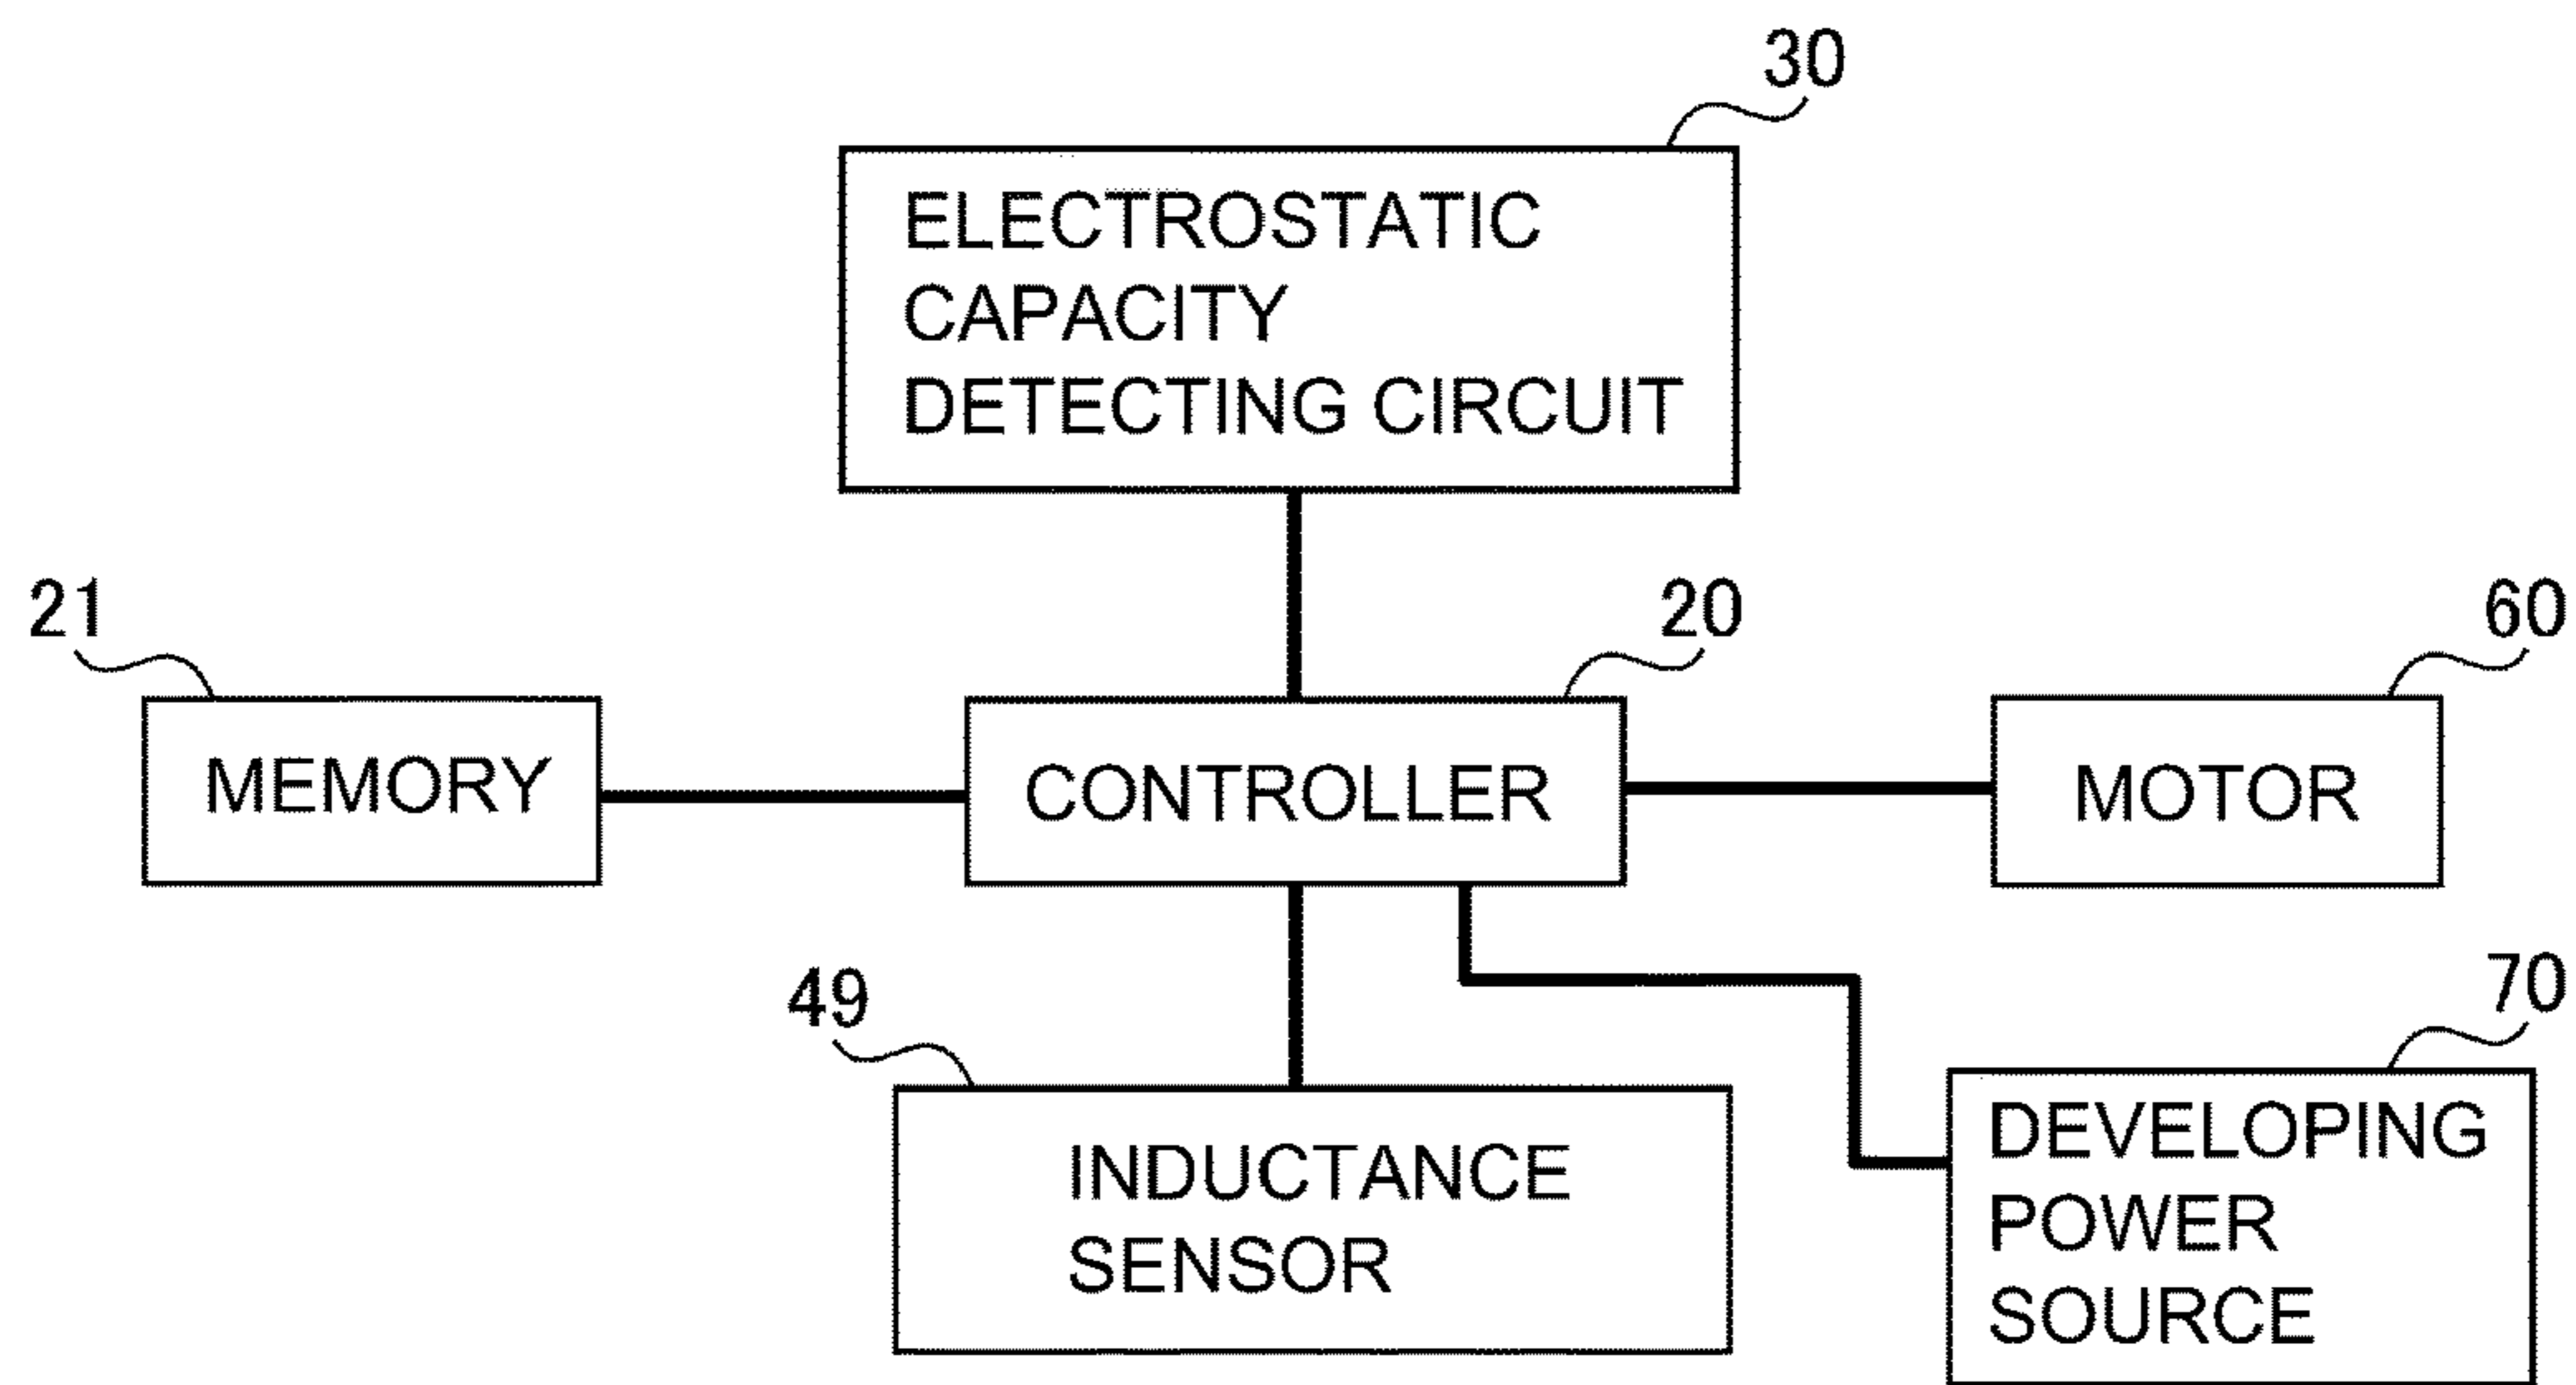 30
ELECTROSTATIC
CAPACITY
DETECTING CIRCUIT
21
20
60
MEMORY
CONTROLLER
MOTOR
49
70
INDUCTANCE
SENSOR
DEVELOPING
POWER
SOURCE